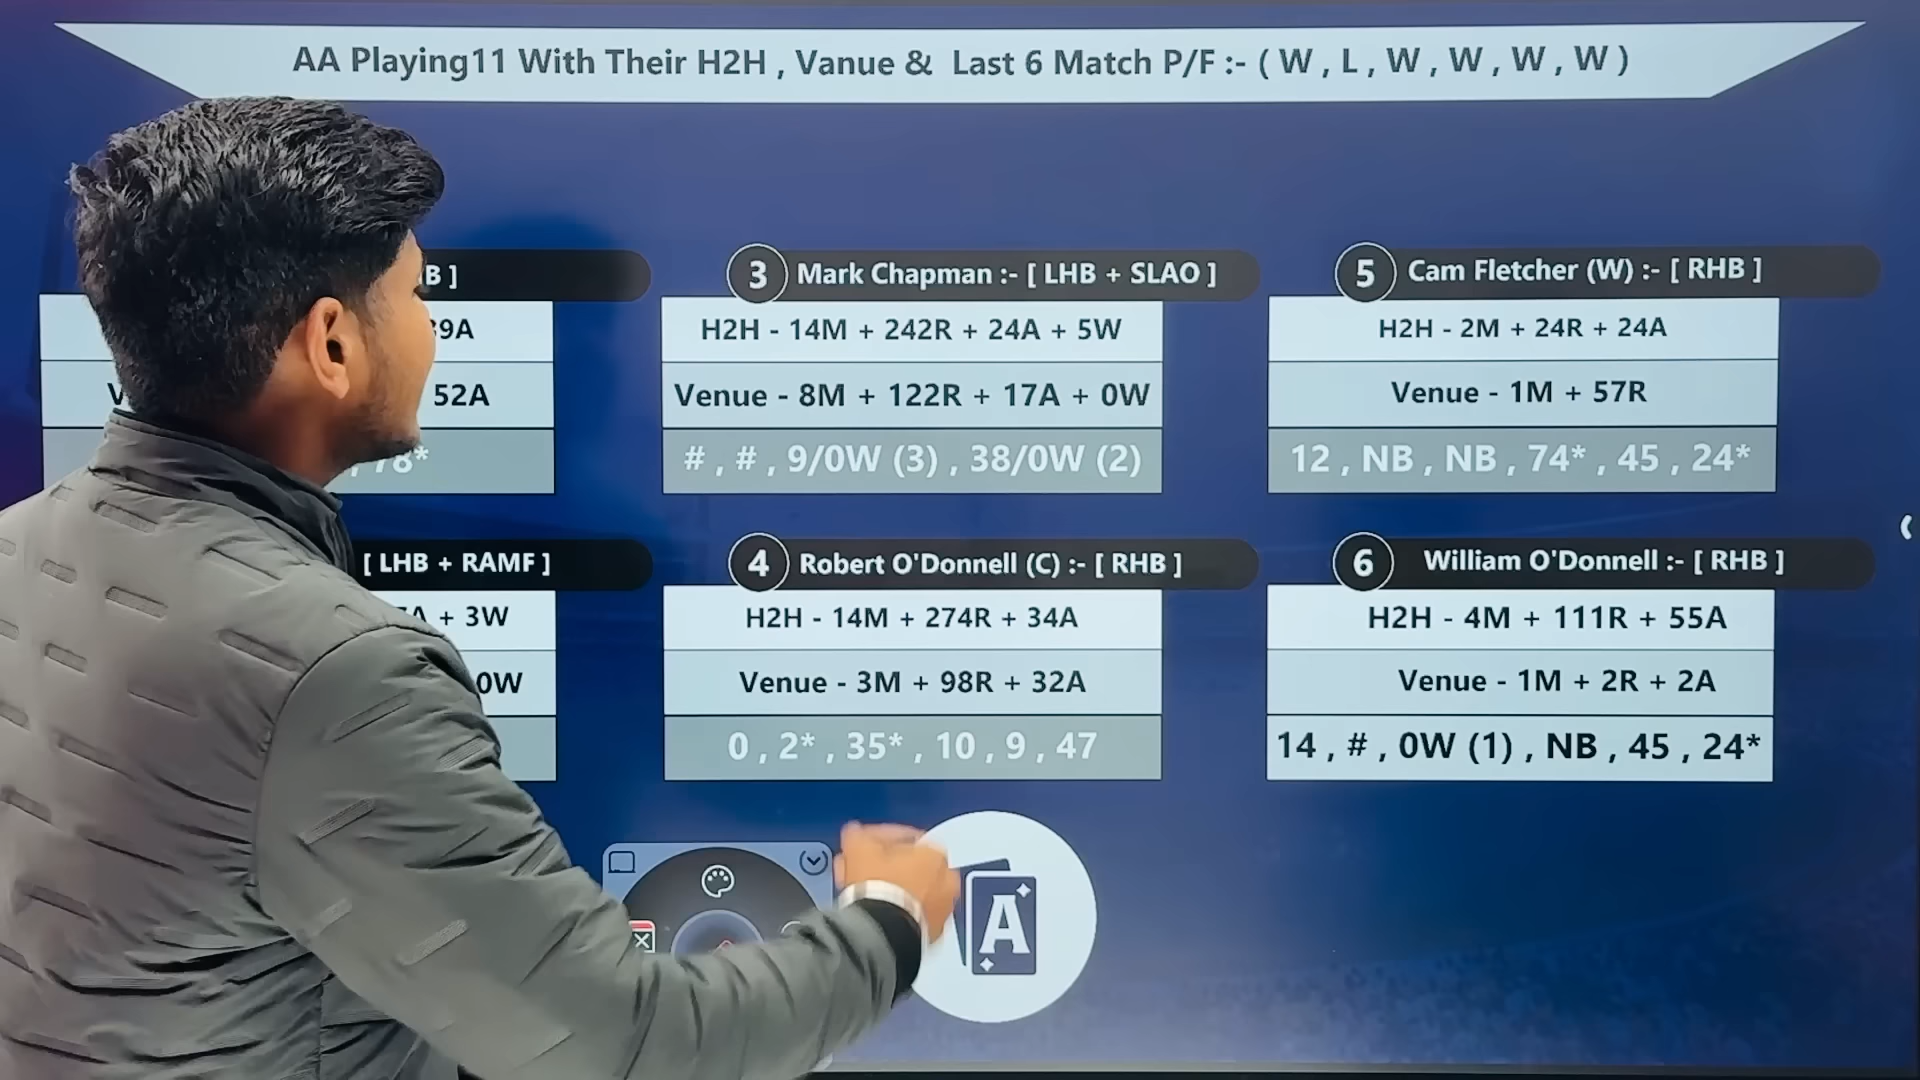 AA Playing11 With Their H2H , Vanue & Last 6 Match P/F :- ( W , L , W , W , W , W )
B ]
39A
52A
, 78*
[ LHB + RAMF ]
+ 3W
0W
3 Mark Chapman :- [ LHB + SLAO ]
H2H - 14M + 242R + 24A + 5W
Venue - 8M + 122R + 17A + 0W
# , # , 9/0W (3) , 38/0W (2)
4 Robert O'Donnell (C) :- [ RHB ]
H2H - 14M + 274R + 34A
Venue - 3M + 98R + 32A
0 , 2* , 35* , 10 , 9 , 47
5 Cam Fletcher (W) :- [ RHB ]
H2H - 2M + 24R + 24A
Venue - 1M + 57R
12 , NB , NB , 74* , 45 , 24*
6 William O'Donnell :- [ RHB ]
H2H - 4M + 111R + 55A
Venue - 1M + 2R + 2A
14 , # , 0W (1) , NB , 45 , 24*
A